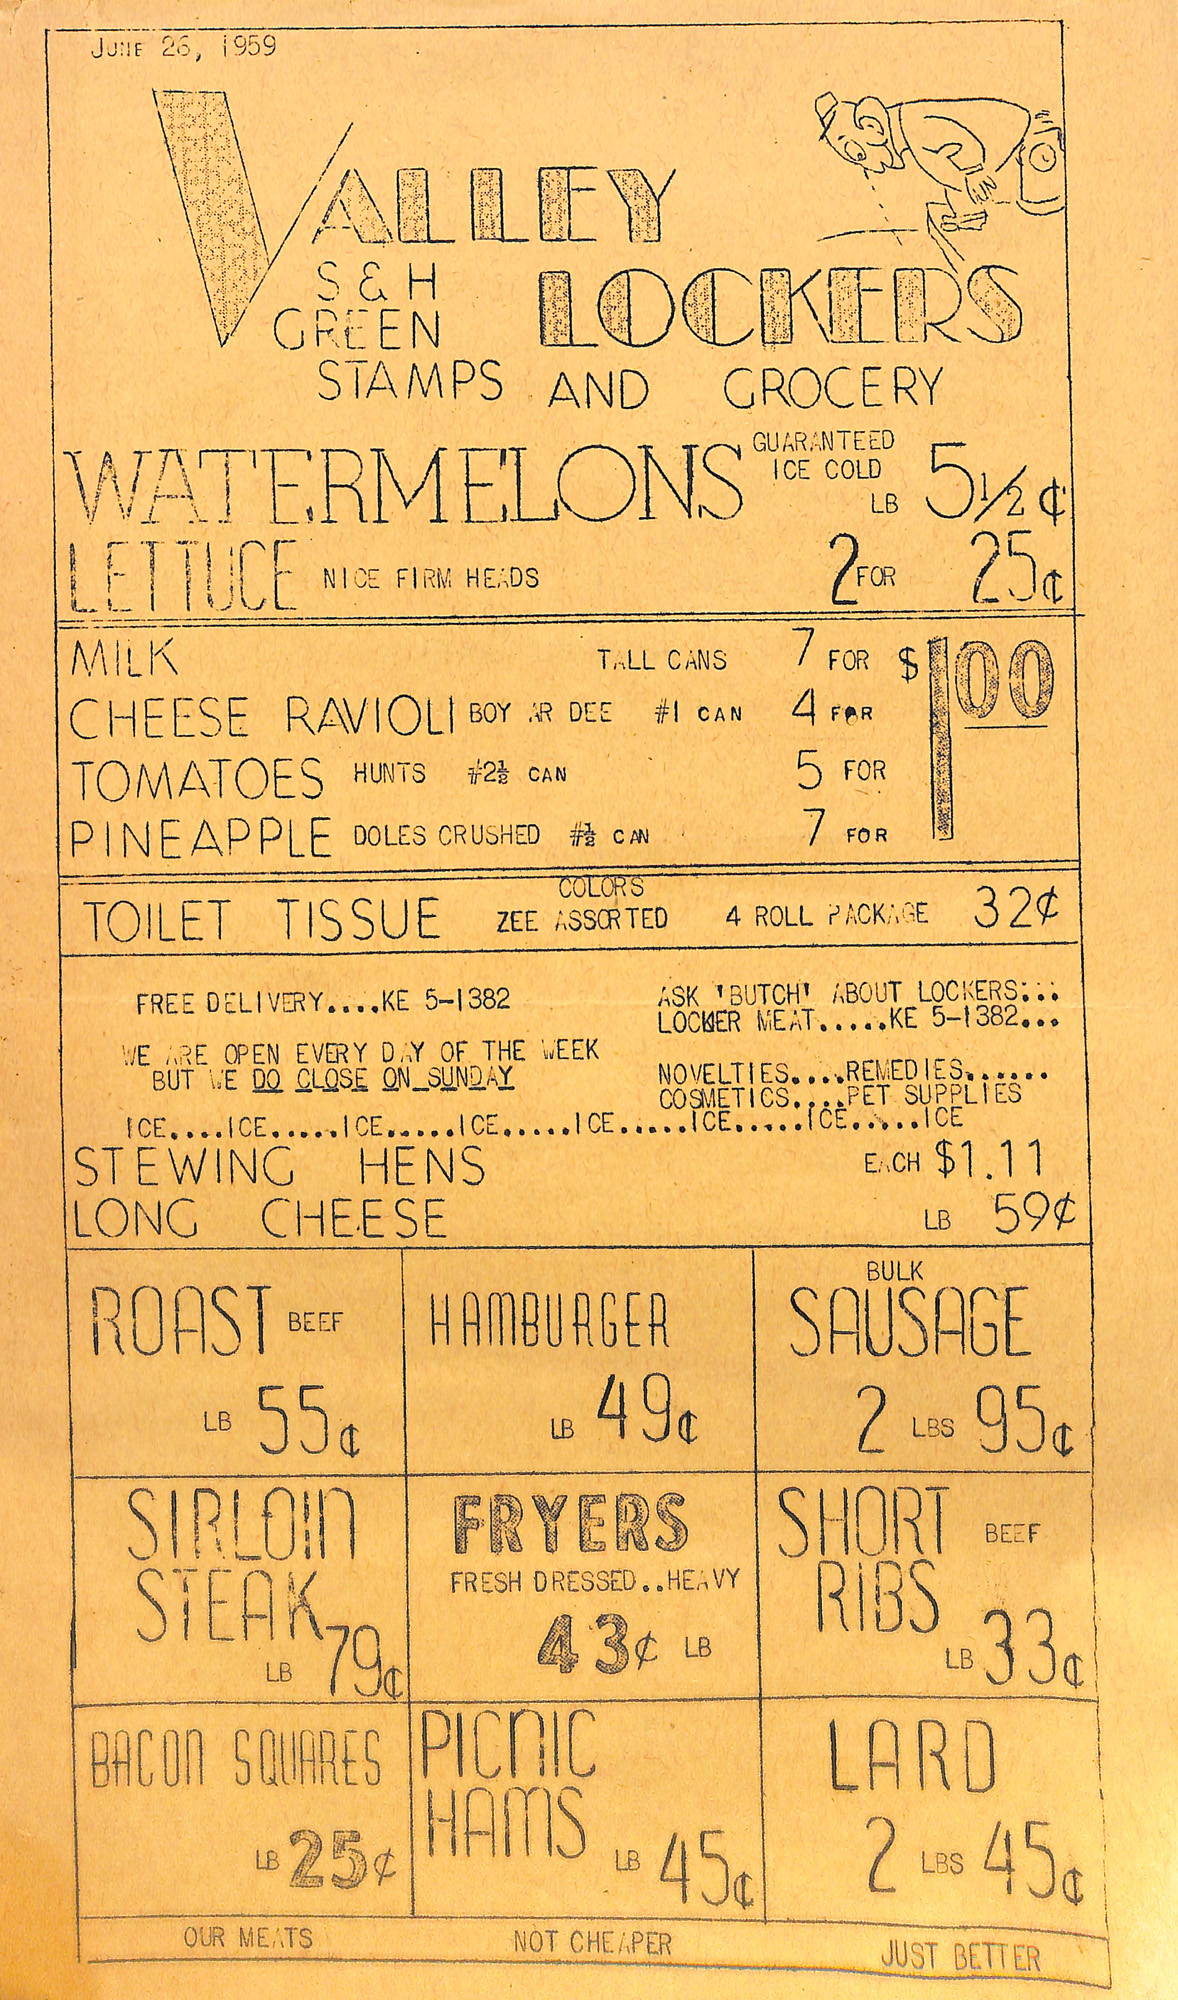 JUNE 26, 1959
VALLEY
S & H
GREEN
STAMPS
LOCKERS
AND GROCERY
WATERMELONS GUARANTEED ICE COLD LB 5 1/2 ¢
LETTUCE NICE FIRM HEADS 2 FOR 25¢
MILK TALL CANS 7 FOR $1.00
CHEESE RAVIOLI BOY AR DEE #1 CAN 4 FOR
TOMATOES HUNTS #2½ CAN 5 FOR
PINEAPPLE DOLES CRUSHED #½ CAN 7 FOR
COLORS
TOILET TISSUE ZEE ASSORTED 4 ROLL PACKAGE 32¢
FREE DELIVERY....KE 5-1382
WE ARE OPEN EVERY DAY OF THE WEEK
BUT WE DO CLOSE ON SUNDAY
ASK 'BUTCH' ABOUT LOCKERS...
LOCKER MEAT.....KE 5-1382...
NOVELTIES....REMEDIES......
COSMETICS....PET SUPPLIES
ICE....ICE.....ICE.....ICE.....ICE.....ICE.....ICE.....ICE
STEWING HENS EACH $1.11
LONG CHEESE LB 59¢
ROAST BEEF
LB 55¢
HAMBURGER
LB 49¢
BULK
SAUSAGE
2 LBS 95¢
SIRLOIN
STEAK
LB 79¢
FRYERS
FRESH DRESSED..HEAVY
43¢ LB
SHORT BEEF
RIBS
LB 33¢
BACON SQUARES
LB 25¢
PICNIC
HAMS
LB 45¢
LARD
2 LBS 45¢
OUR MEATS NOT CHEAPER JUST BETTER